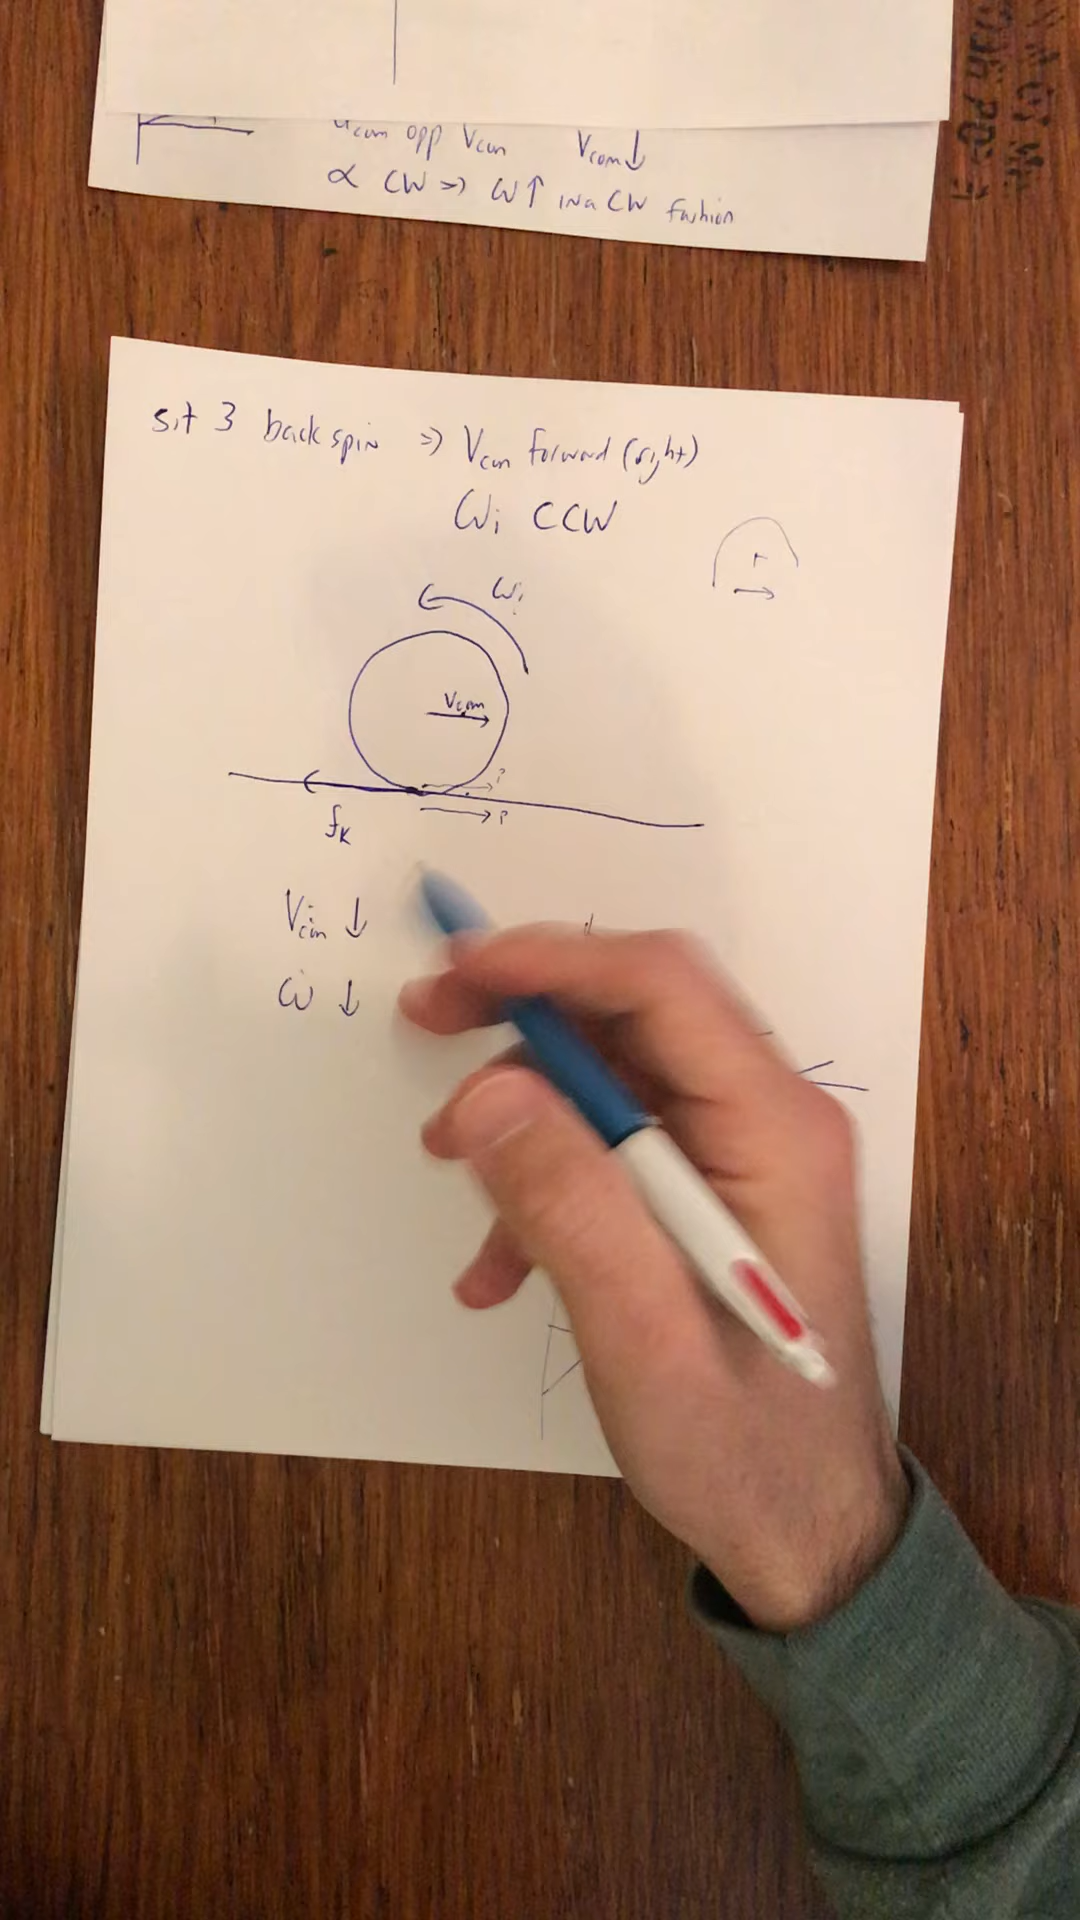 opp Vcm Vcom↓
α CW => ω↑ in a CW fashion
sit 3 back spin => Vcm forward (right)
ωi CCW
r
ωi
Vcom
fk
Vcm ↓
ω ↓